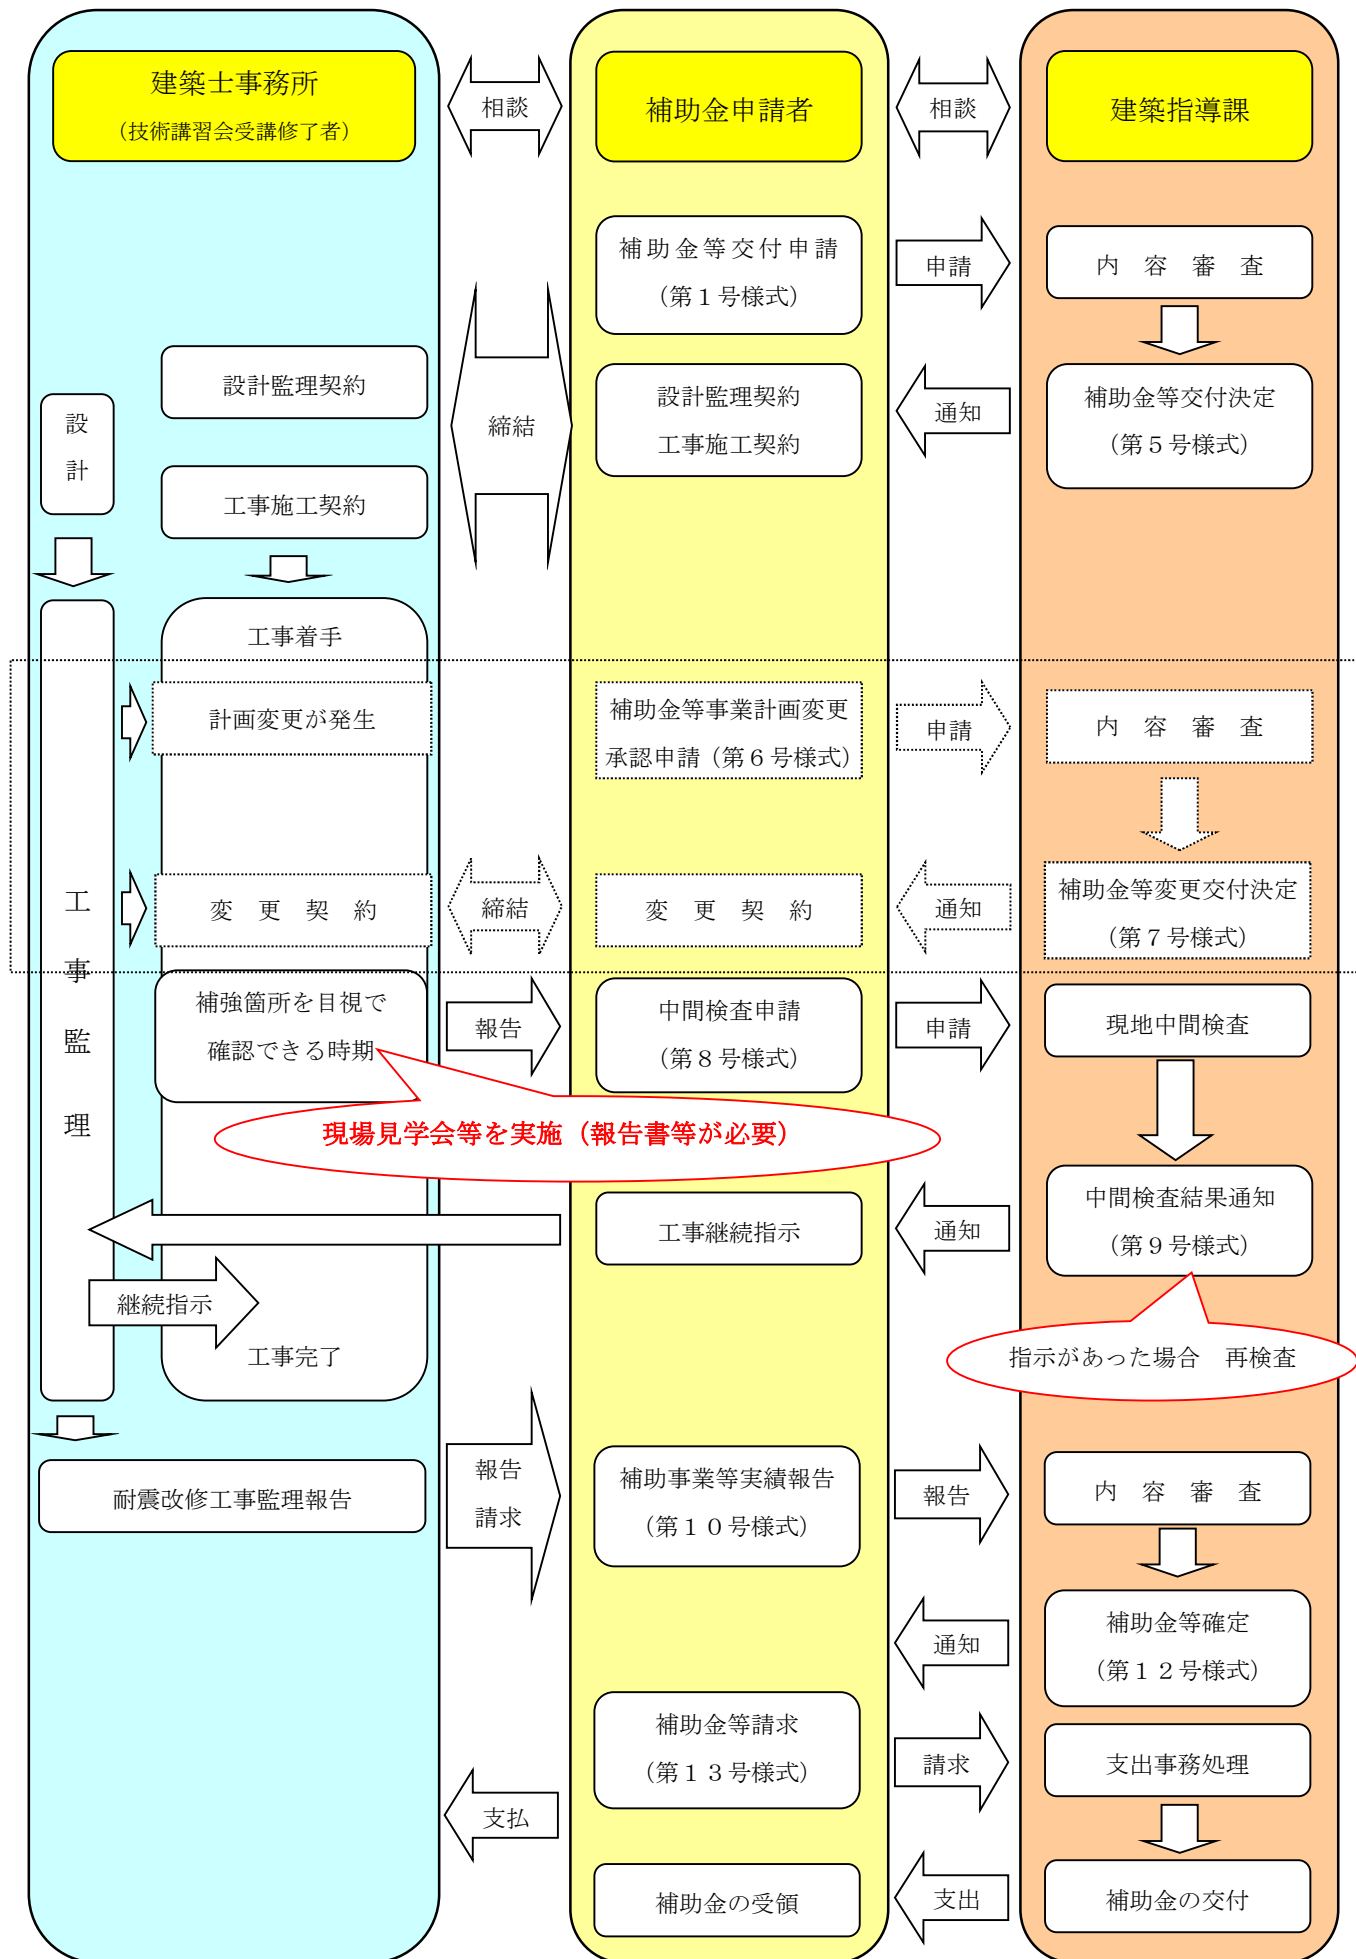 建築士事務所
（技術講習会受講修了者）
相談
補助金申請者
相談
建築指導課
補助金等交付申請
（第１号様式）
申請
内　容　審　査
設計監理契約
設
計
工事施工契約
締結
設計監理契約
工事施工契約
通知
補助金等交付決定
（第５号様式）
工事着手
計画変更が発生
補助金等事業計画変更
承認申請（第６号様式）
申請
内　容　審　査
変　更　契　約
締結
変　更　契　約
通知
補助金等変更交付決定
（第７号様式）
工
事
監
理
補強箇所を目視で
確認できる時期
報告
中間検査申請
（第８号様式）
申請
現地中間検査
現場見学会等を実施（報告書等が必要）
工事継続指示
通知
中間検査結果通知
（第９号様式）
継続指示
工事完了
指示があった場合　再検査
耐震改修工事監理報告
報告
請求
補助事業等実績報告
（第１０号様式）
報告
内　容　審　査
通知
補助金等確定
（第１２号様式）
補助金等請求
（第１３号様式）
請求
支出事務処理
支払
補助金の受領
支出
補助金の交付